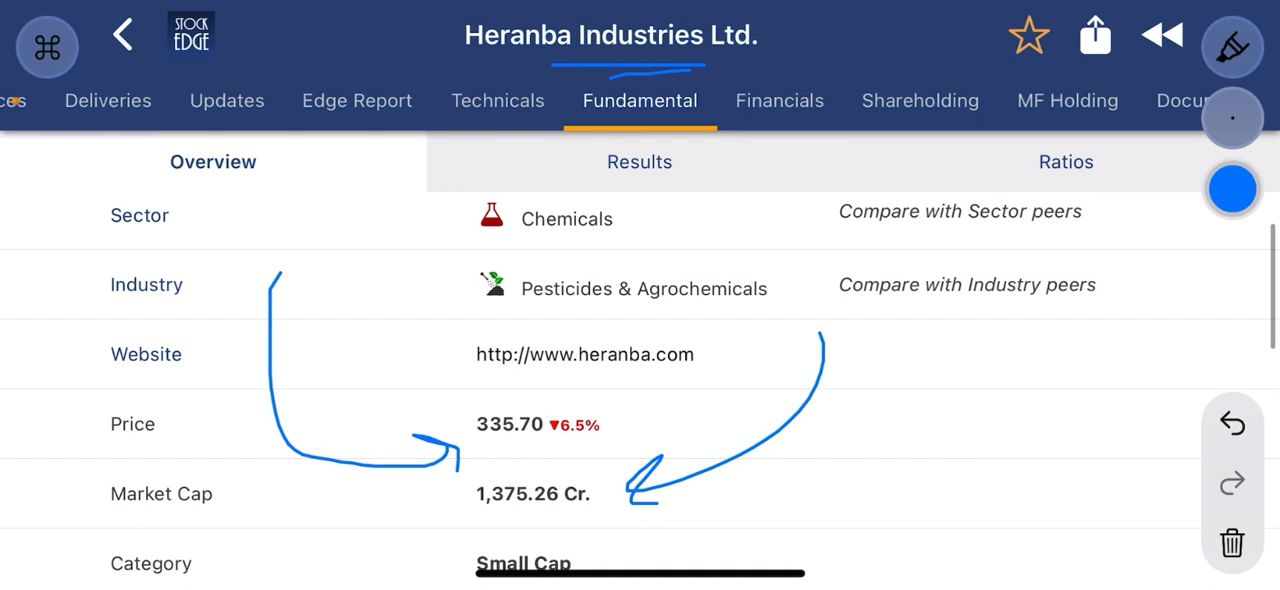 STOCK
EDGE
Heranba Industries Ltd.
ces Deliveries Updates Edge Report Technicals Fundamental Financials Shareholding MF Holding Docu
Overview Results Ratios
Sector Chemicals Compare with Sector peers
Industry Pesticides & Agrochemicals Compare with Industry peers
Website http://www.heranba.com
Price 335.70 ▼6.5%
Market Cap 1,375.26 Cr.
Category Small Cap